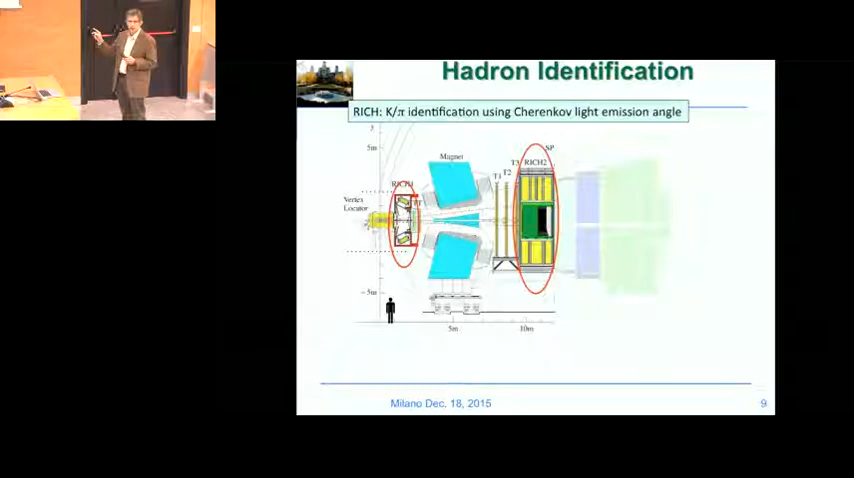 Hadron Identification
RICH: K/π identification using Cherenkov light emission angle
5m
Magnet
SP
T3 RICH2
T2
T1
RICH1
TT
Vertex
Locator
−5m
5m
10m
Milano Dec. 18, 2015
9